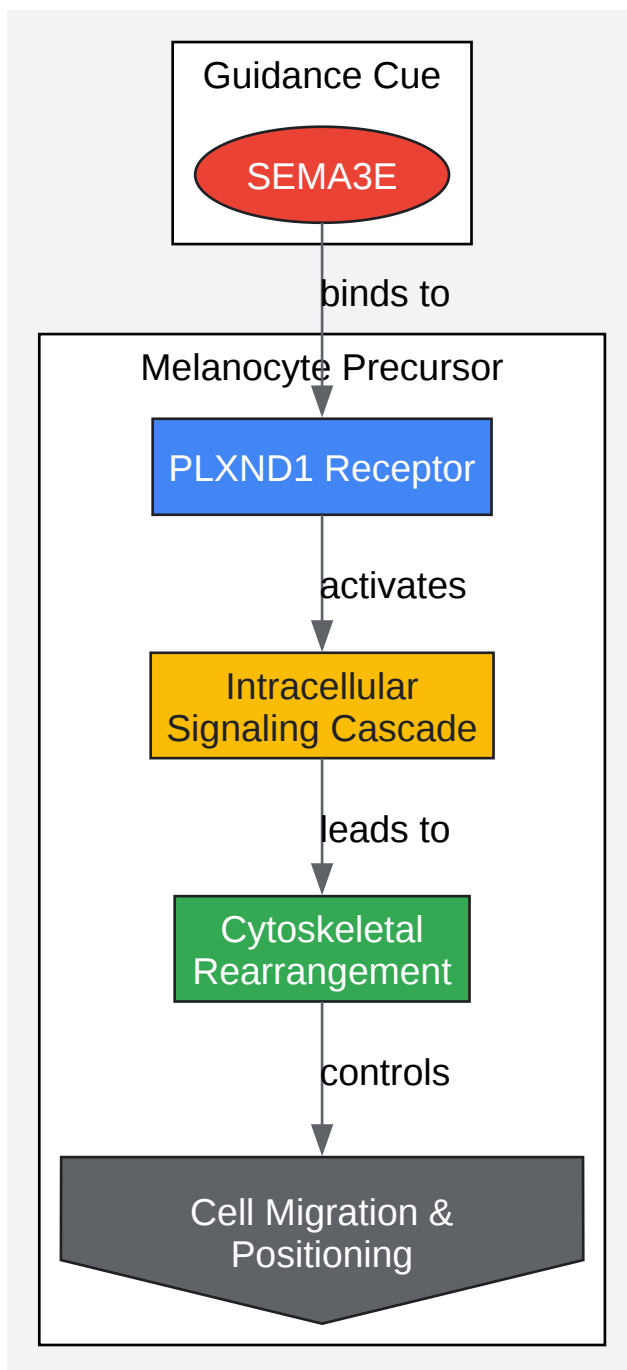 Guidance Cue
SEMA3E
binds to
Melanocyte Precursor
PLXND1 Receptor
activates
Intracellular
Signaling Cascade
leads to
Cytoskeletal
Rearrangement
controls
Cell Migration &
Positioning